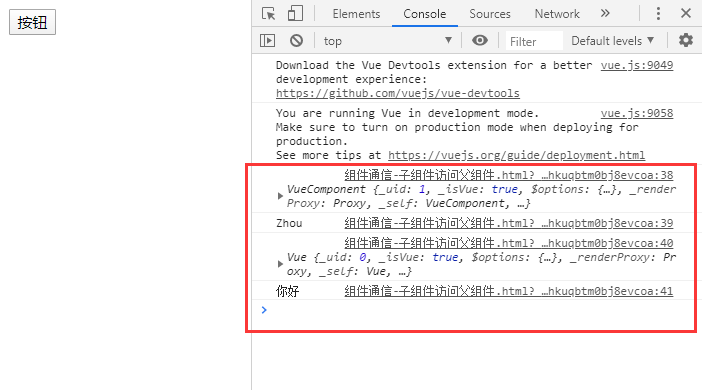 按钮
Elements Console Sources Network »
top Filter Default levels
Download the Vue Devtools extension for a better vue.js:9049
development experience:
https://github.com/vuejs/vue-devtools
You are running Vue in development mode. vue.js:9058
Make sure to turn on production mode when deploying for
production.
See more tips at https://vuejs.org/guide/deployment.html
组件通信-子组件访问父组件.html? …hkuqbtm0bj8evcoa:38
VueComponent {_uid: 1, _isVue: true, $options: {…}, _render
Proxy: Proxy, _self: VueComponent, …}
Zhou 组件通信-子组件访问父组件.html? …hkuqbtm0bj8evcoa:39
组件通信-子组件访问父组件.html? …hkuqbtm0bj8evcoa:40
Vue {_uid: 0, _isVue: true, $options: {…}, _renderProxy: Pr
oxy, _self: Vue, …}
你好 组件通信-子组件访问父组件.html? …hkuqbtm0bj8evcoa:41
>